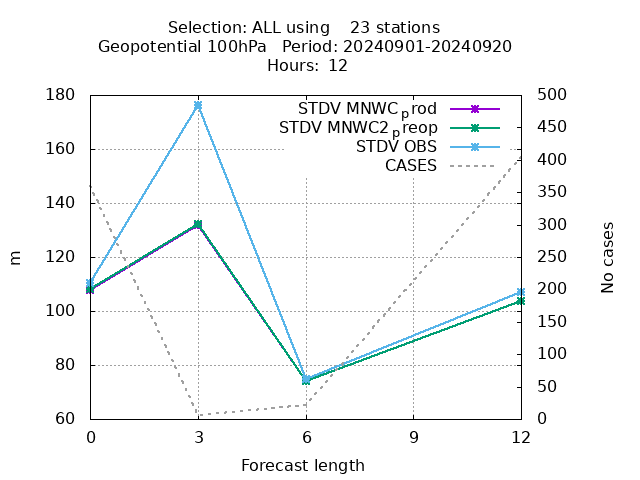 Selection: ALL using 23 stations
Geopotential 100hPa Period: 20240901-20240920
Hours: 12
STDV MNWC_prod
STDV MNWC2_preop
STDV OBS
CASES
180
160
140
120
100
80
60
500
450
400
350
300
250
200
150
100
50
0
m
No cases
0 3 6 9 12
Forecast length